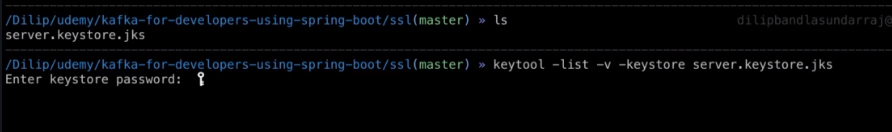 /Dilip/udemy/kafka-for-developers-using-spring-boot/ssl(master) » ls dilipbandlasundarraj@
server.keystore.jks
/Dilip/udemy/kafka-for-developers-using-spring-boot/ssl(master) » keytool -list -v -keystore server.keystore.jks
Enter keystore password: